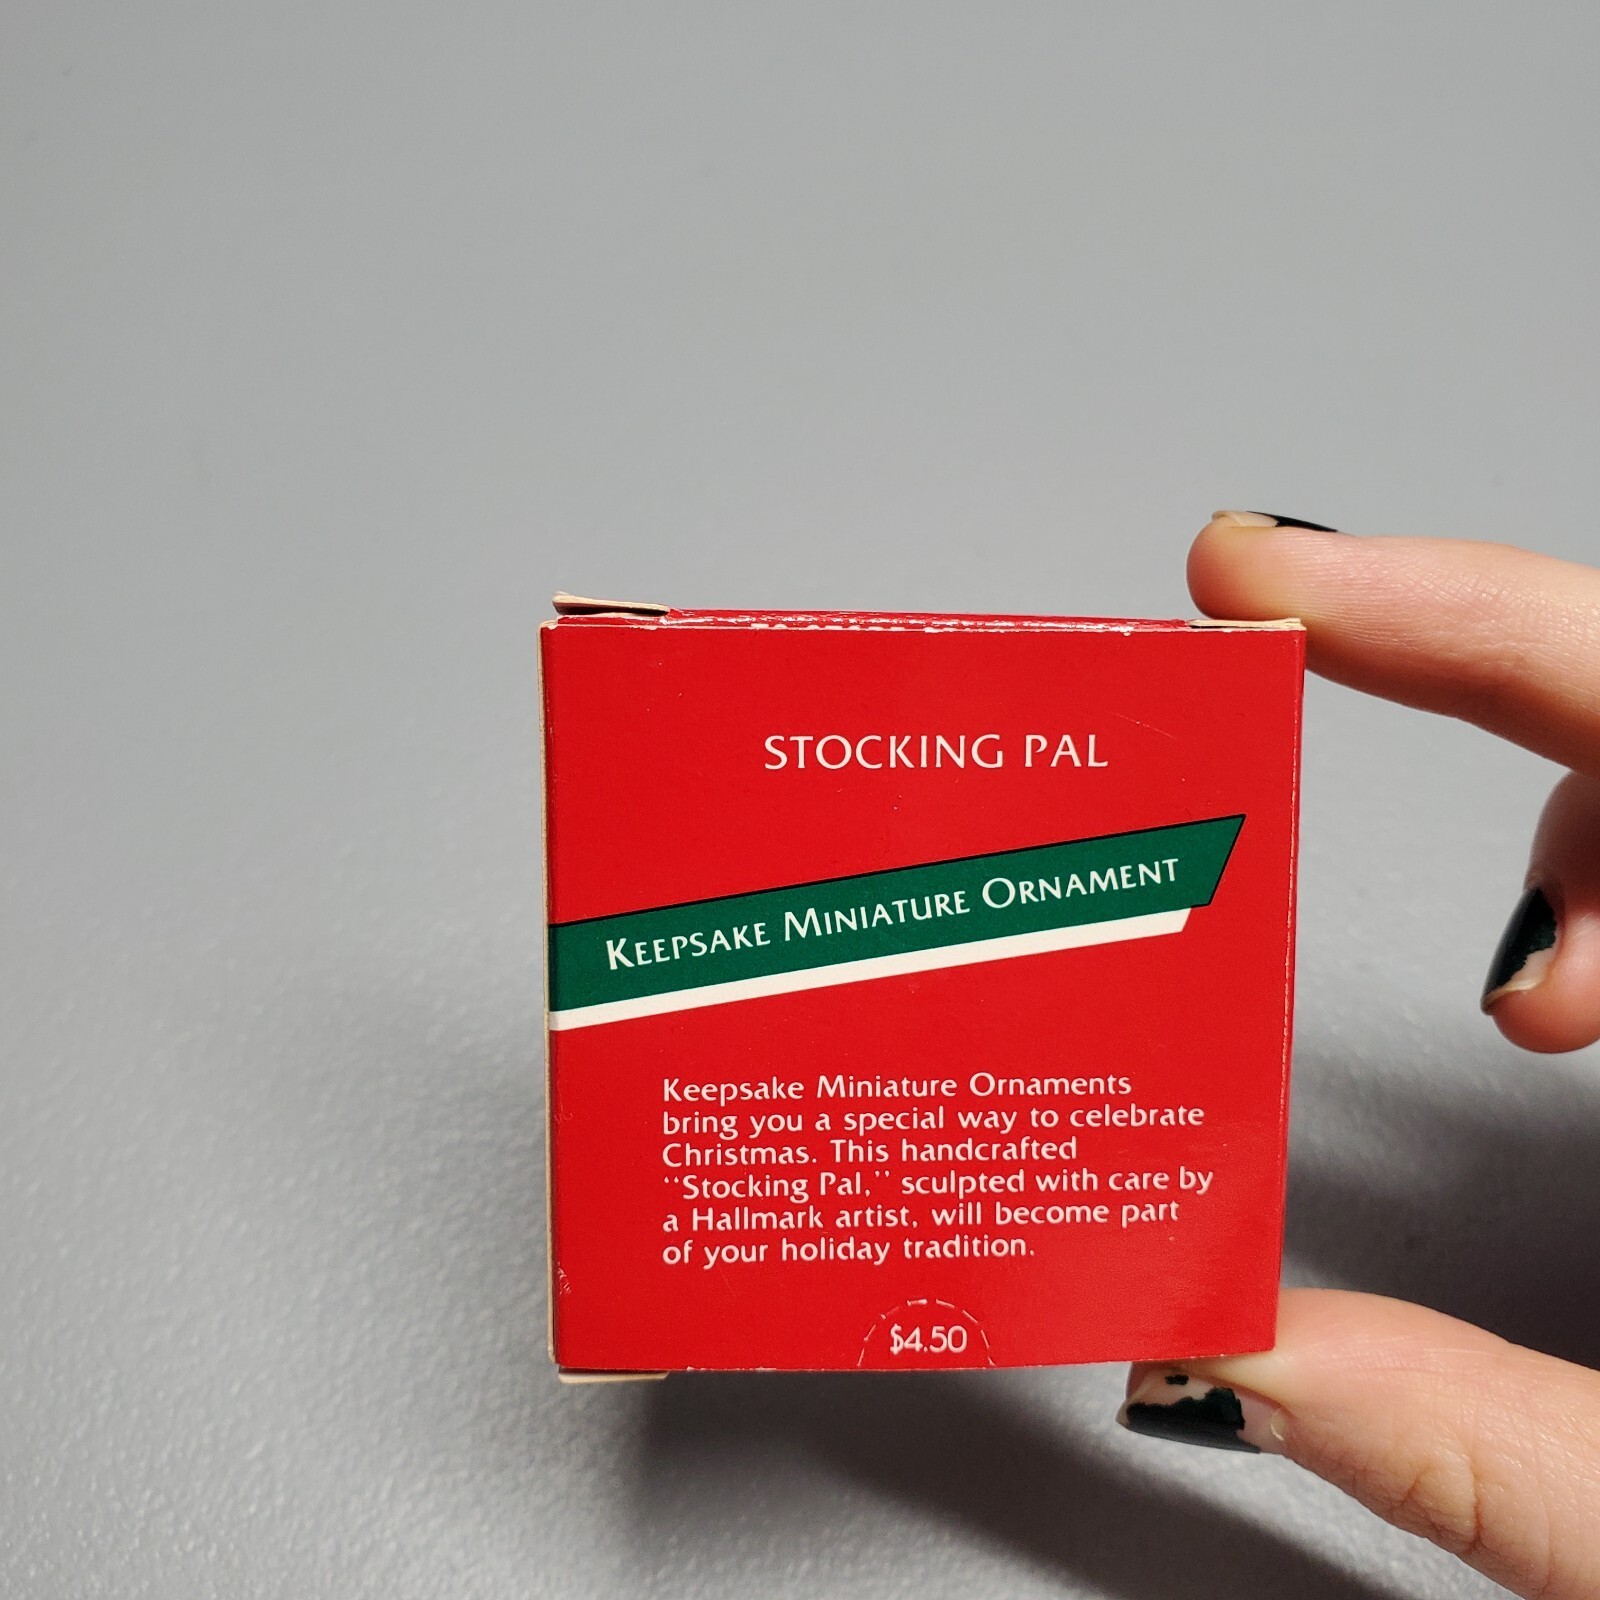 STOCKING PAL
KEEPSAKE MINIATURE ORNAMENT
Keepsake Miniature Ornaments
bring you a special way to celebrate
Christmas. This handcrafted
“Stocking Pal,” sculpted with care by
a Hallmark artist, will become part
of your holiday tradition.
$4.50